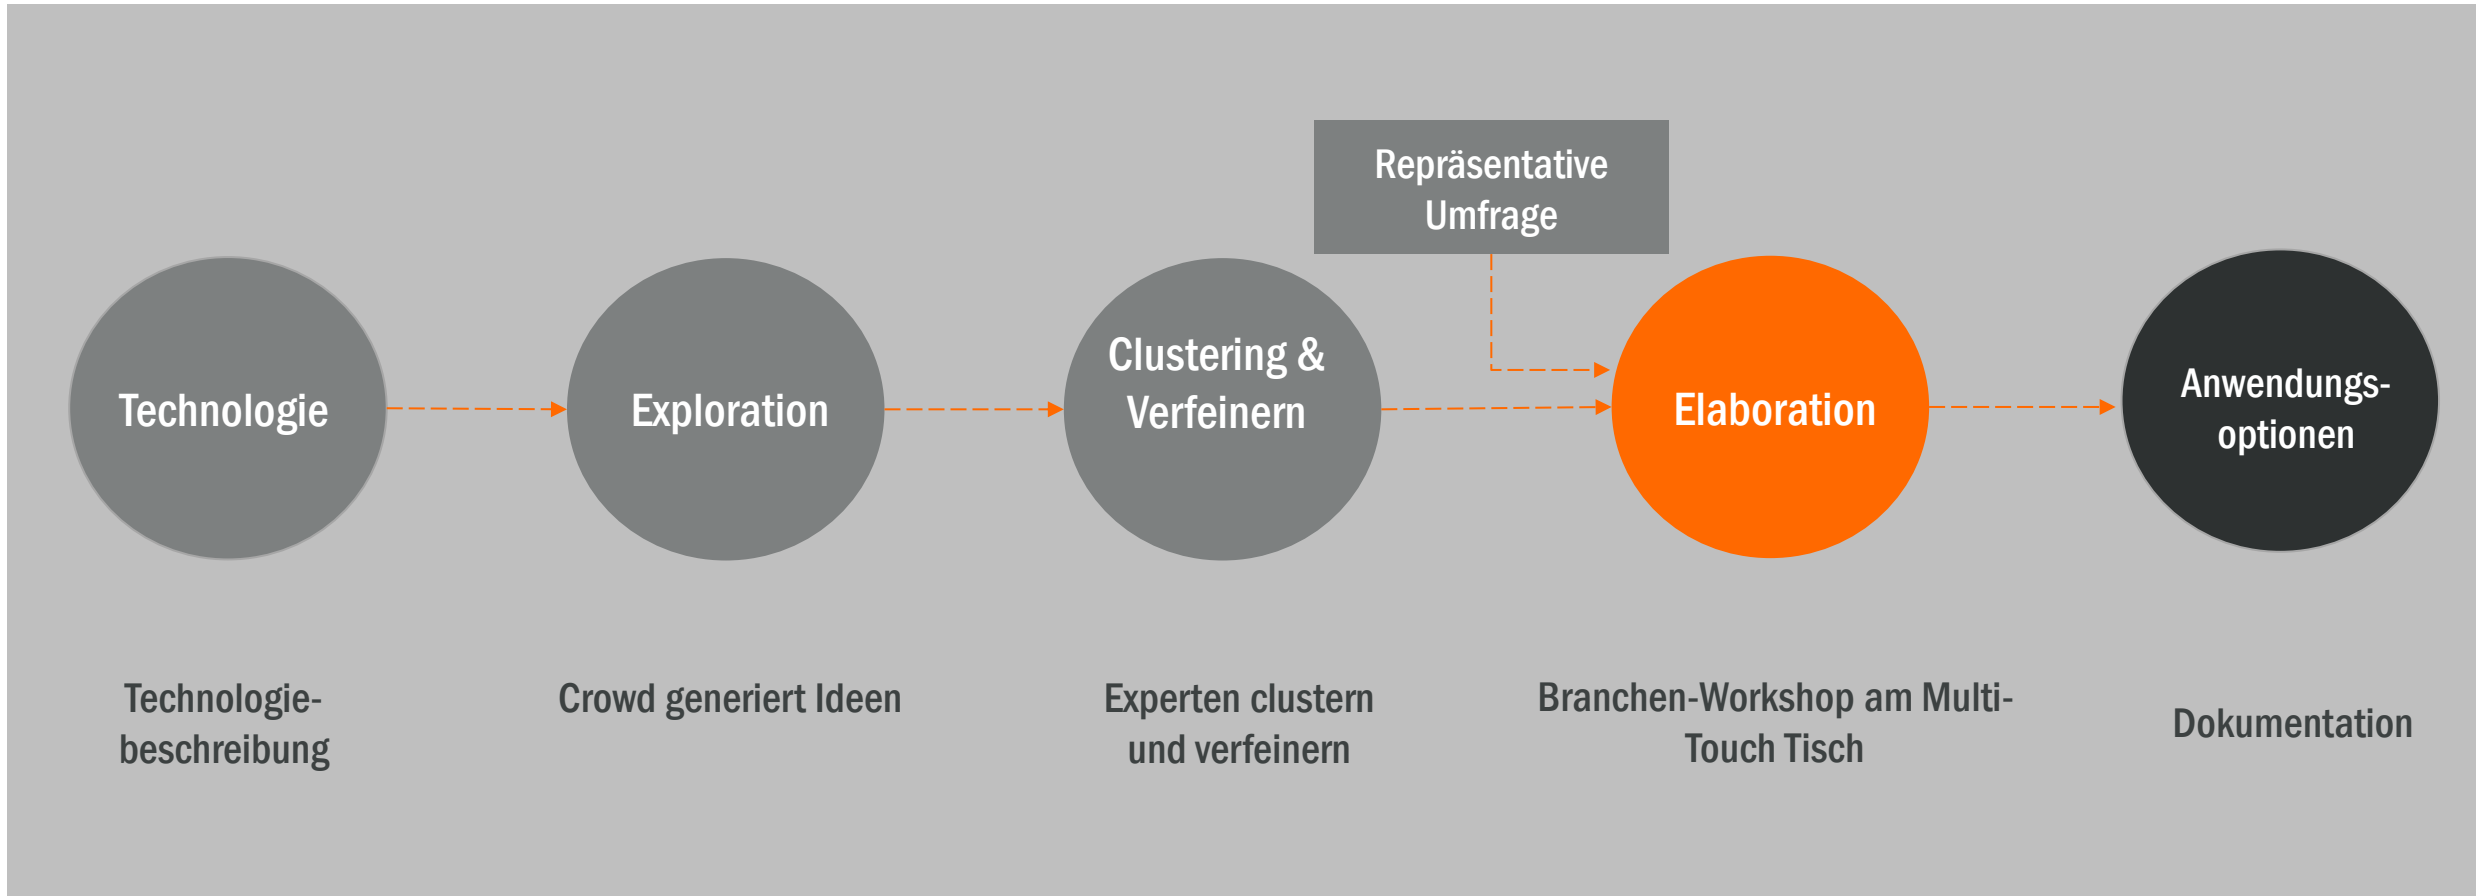 Repräsentative
Umfrage
Technologie
Exploration
Clustering &
Verfeinern
Elaboration
Anwendungs-
optionen
Technologie-
beschreibung
Crowd generiert Ideen
Experten clustern
und verfeinern
Branchen-Workshop am Multi-
Touch Tisch
Dokumentation